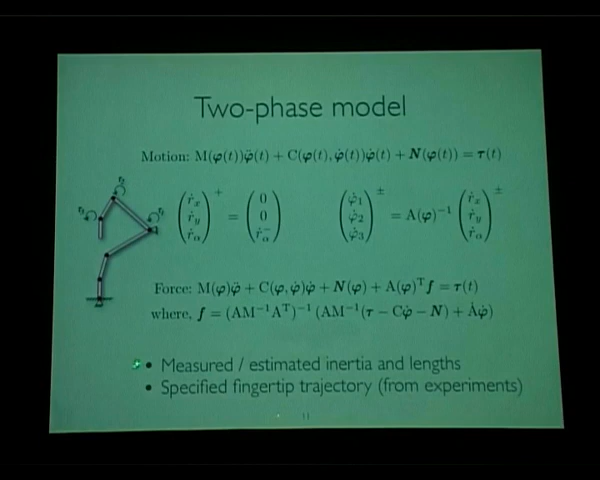 Two-phase model
Motion: M(φ(t))φ̈(t) + C(φ(t), φ̇(t))φ̇(t) + N(φ(t)) = τ(t)
(ṙx ṙy ṙα)⁺ = (0 0 ṙα⁻) (φ̇1 φ̇2 φ̇3)± = A(φ)⁻¹ (ṙx ṙy ṙα)±
Force: M(φ)φ̈ + C(φ, φ̇)φ̇ + N(φ) + A(φ)ᵀf = τ(t)
where, f = (AM⁻¹Aᵀ)⁻¹ (AM⁻¹(τ − Cφ̇ − N) + Ȧφ̇)
• Measured / estimated inertia and lengths
• Specified fingertip trajectory (from experiments)